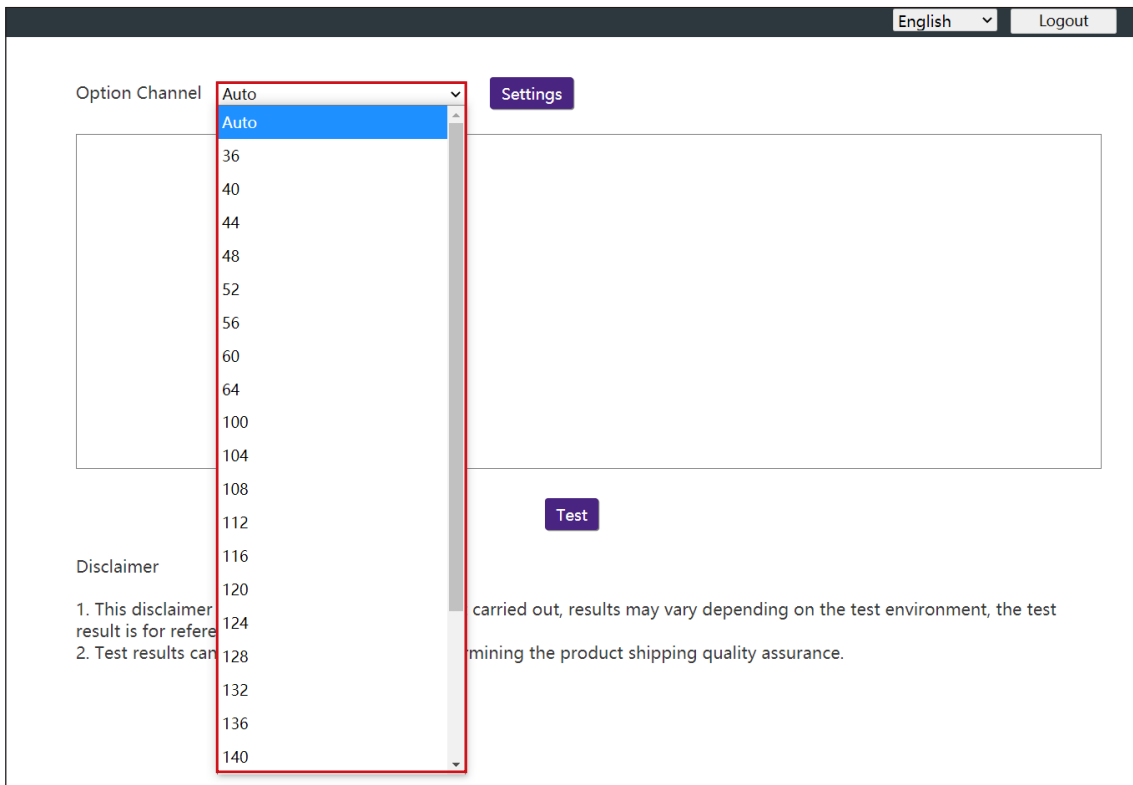 English
Logout
Option Channel
Auto
Settings
Auto
36
40
44
48
52
56
60
64
100
104
108
112
116
120
124
128
132
136
140
Test
Disclaimer
1. This disclaimer carried out, results may vary depending on the test environment, the test
result is for refere
2. Test results can rmining the product shipping quality assurance.